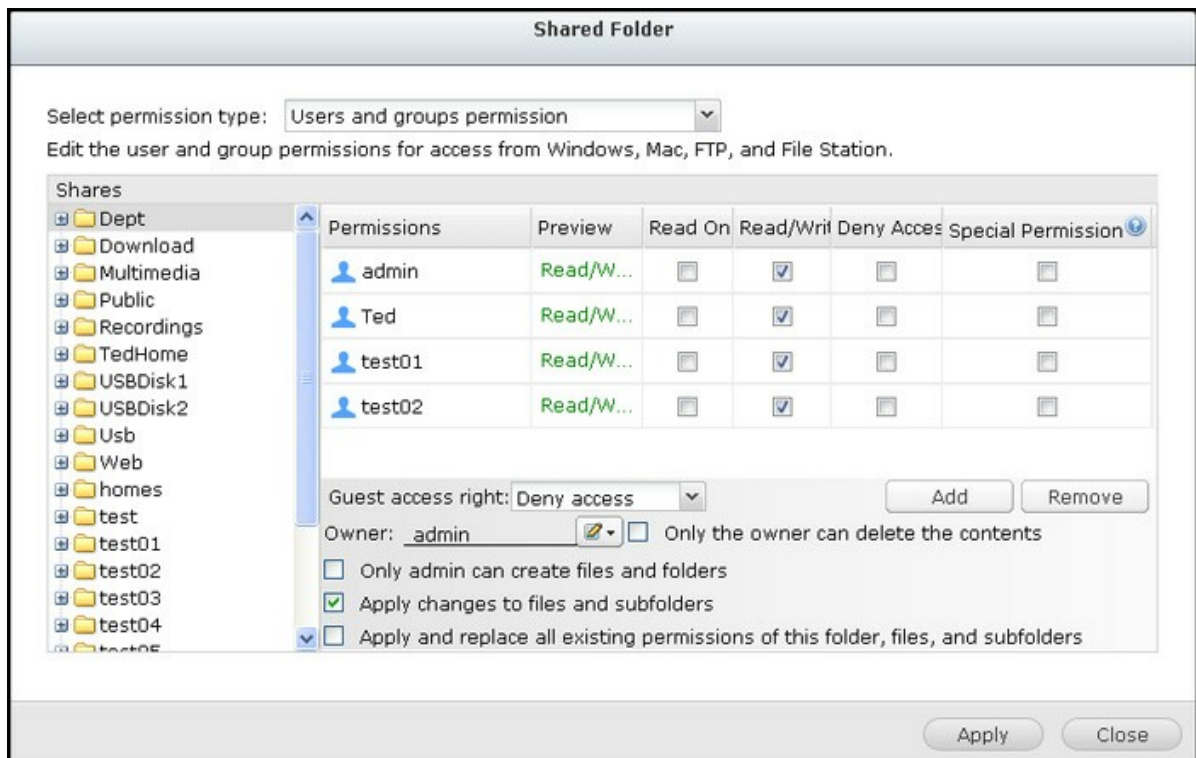 Shared Folder
Select permission type: Users and groups permission
Edit the user and group permissions for access from Windows, Mac, FTP, and File Station.
Shares
Dept
Download
Multimedia
Public
Recordings
TedHome
USBDisk1
USBDisk2
Usb
Web
homes
test
test01
test02
test03
test04
Permissions Preview Read On Read/Writ Deny Acces Special Permission
admin Read/W...
Ted Read/W...
test01 Read/W...
test02 Read/W...
Guest access right: Deny access Add Remove
Owner: admin Only the owner can delete the contents
Only admin can create files and folders
Apply changes to files and subfolders
Apply and replace all existing permissions of this folder, files, and subfolders
Apply Close